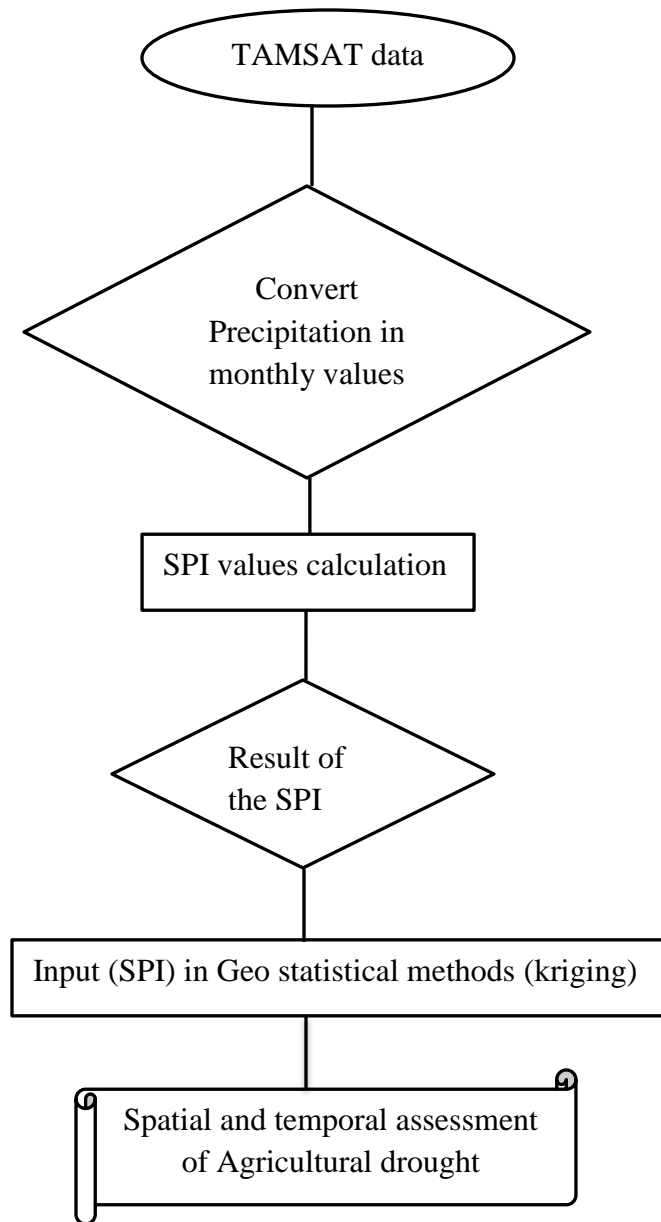 TAMSAT data
Convert
Precipitation in
monthly values
SPI values calculation
Result of
the SPI
Input (SPI) in Geo statistical methods (kriging)
Spatial and temporal assessment
of Agricultural drought